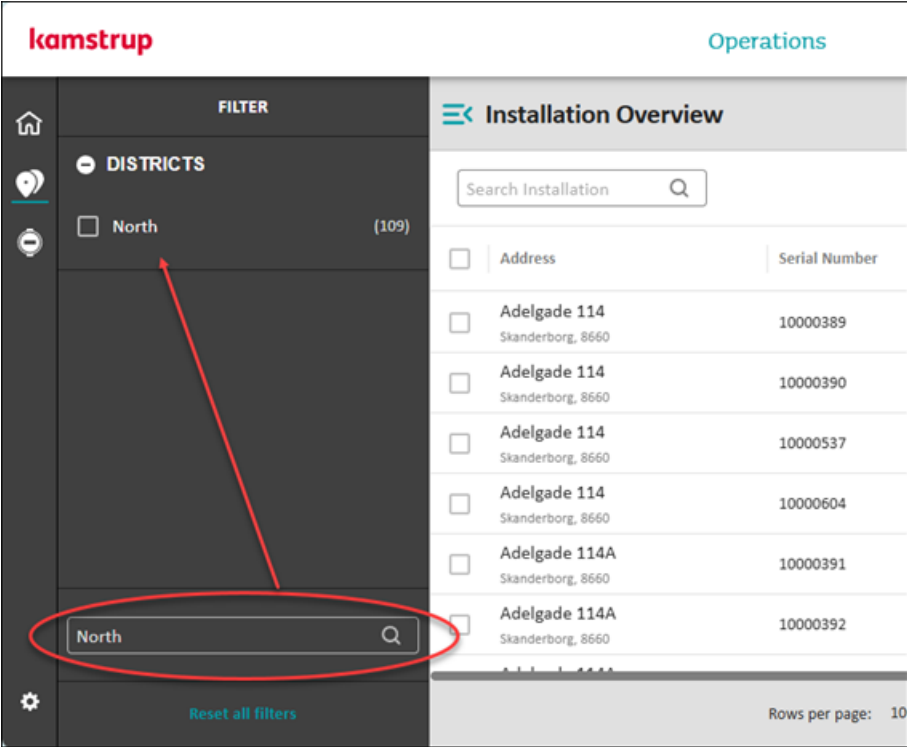 kamstrup
Operations
FILTER
DISTRICTS
North (109)
North
Reset all filters
Installation Overview
Search Installation
Address Serial Number
Adelgade 114
Skanderborg, 8660
10000389
Adelgade 114
Skanderborg, 8660
10000390
Adelgade 114
Skanderborg, 8660
10000537
Adelgade 114
Skanderborg, 8660
10000604
Adelgade 114A
Skanderborg, 8660
10000391
Adelgade 114A
Skanderborg, 8660
10000392
Rows per page: 10